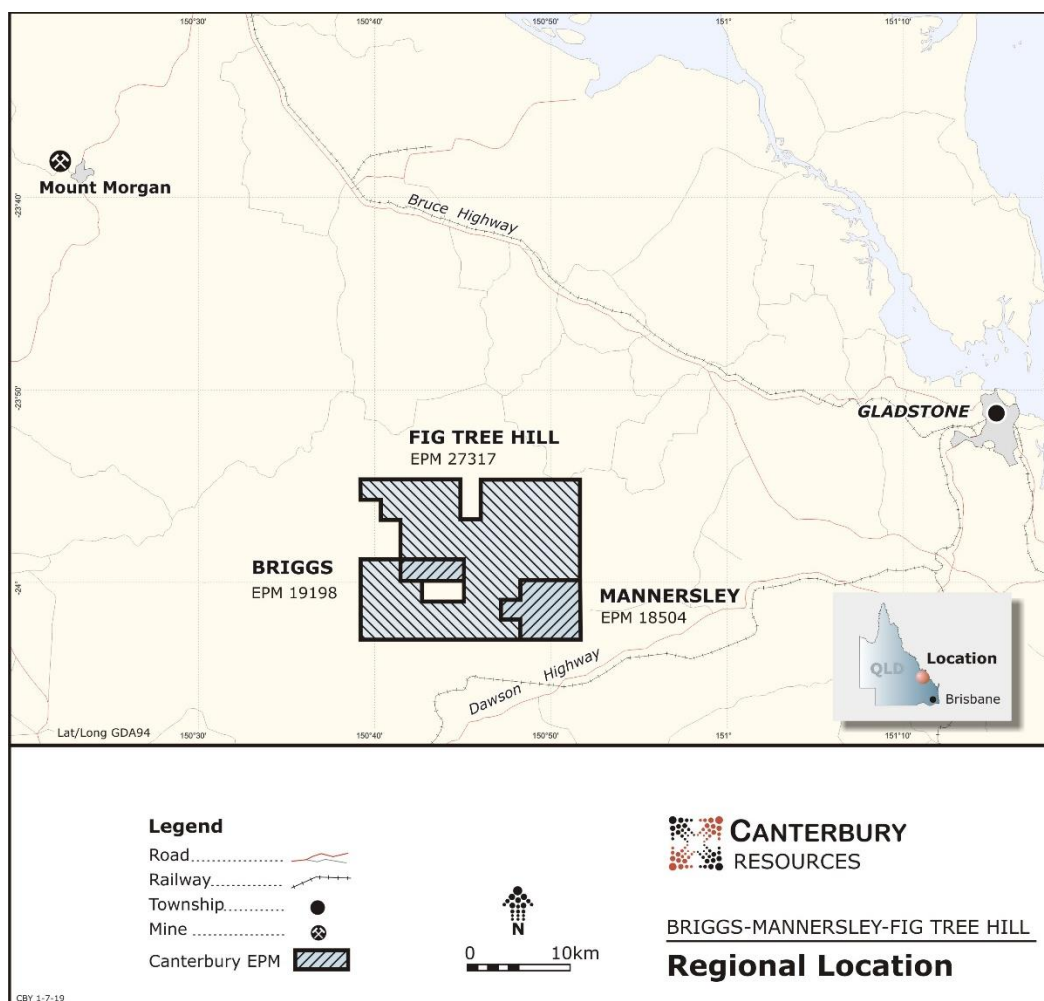 150°30'
150°40'
150°50'
151°
151°10'
Mount Morgan
-23°40'
Bruce Highway
-23°50'
GLADSTONE
FIG TREE HILL
EPM 27317
BRIGGS
EPM 19198
-24°
MANNERSLEY
EPM 18504
QLD
Location
Brisbane
Dawson Highway
Lat/Long GDA94
150°30'
150°40'
150°50'
151°
151°10'
Legend
Road
Railway
Township
Mine
Canterbury EPM
N
0 10km
CANTERBURY
RESOURCES
BRIGGS-MANNERSLEY-FIG TREE HILL
Regional Location
CBY 1-7-19